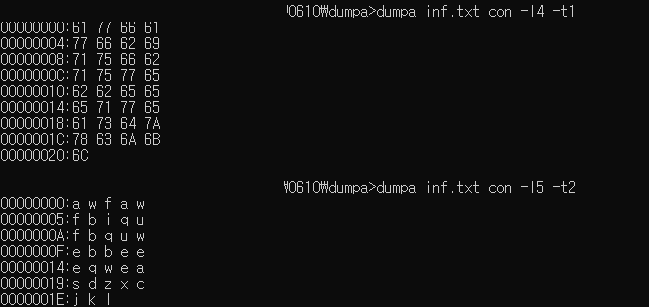 \0610\dumpa>dumpa inf.txt con -l4 -t1
00000000:61 77 66 61
00000004:77 66 62 69
00000008:71 75 66 62
0000000C:71 75 77 65
00000010:62 62 65 65
00000014:65 71 77 65
00000018:61 73 64 7A
0000001C:78 63 6A 6B
00000020:6C
\0610\dumpa>dumpa inf.txt con -l5 -t2
00000000:a w f a w
00000005:f b i q u
0000000A:f b q u w
0000000F:e b b e e
00000014:e q w e a
00000019:s d z x c
0000001E:j k l